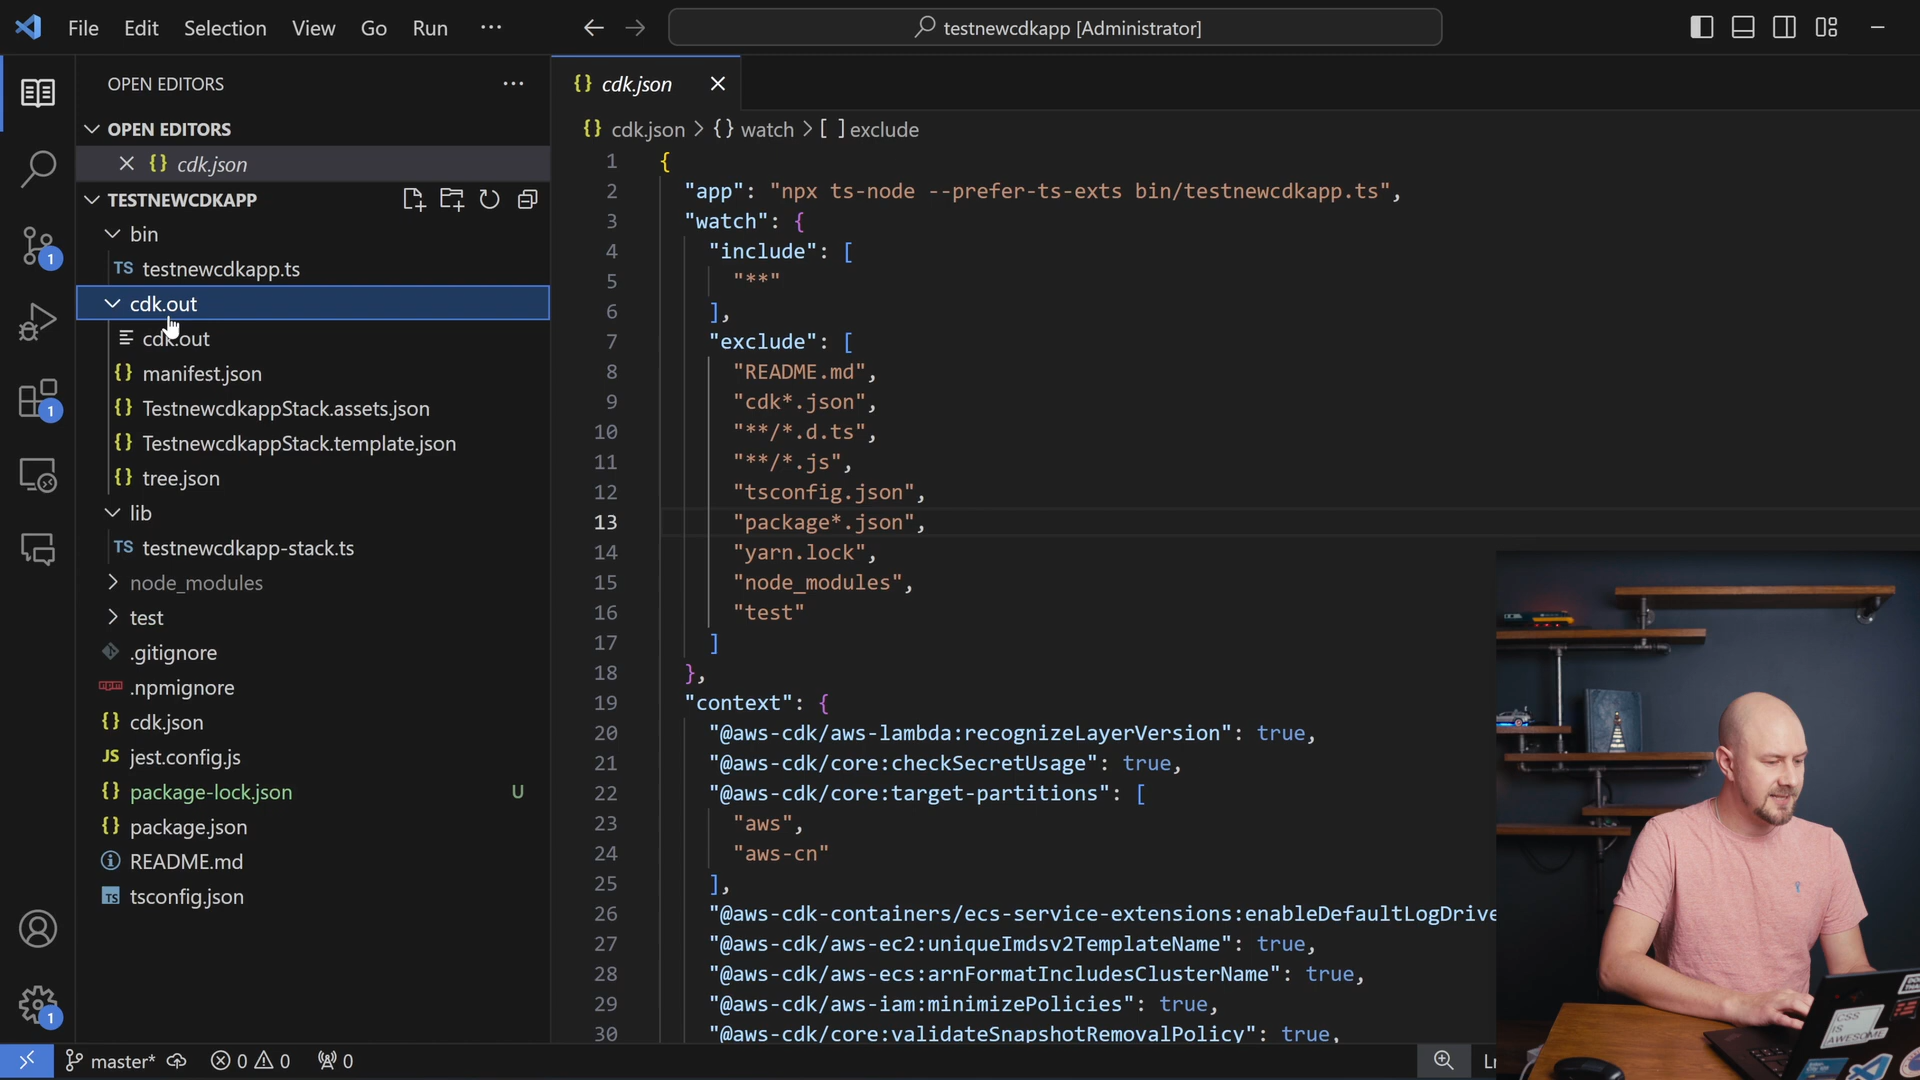 File Edit Selection View Go Run ···
testnewcdkapp [Administrator]
OPEN EDITORS ···
OPEN EDITORS
{} cdk.json
TESTNEWCDKAPP
bin
TS testnewcdkapp.ts
cdk.out
cdk.out
{} manifest.json
{} TestnewcdkappStack.assets.json
{} TestnewcdkappStack.template.json
{} tree.json
lib
TS testnewcdkapp-stack.ts
node_modules
test
.gitignore
.npmignore
{} cdk.json
JS jest.config.js
{} package-lock.json U
{} package.json
README.md
TS tsconfig.json
1
1
1
{} cdk.json
{} cdk.json > {} watch > [ ] exclude
1 {
2 "app": "npx ts-node --prefer-ts-exts bin/testnewcdkapp.ts",
3 "watch": {
4 "include": [
5 "**"
6 ],
7 "exclude": [
8 "README.md",
9 "cdk*.json",
10 "**/*.d.ts",
11 "**/*.js",
12 "tsconfig.json",
13 "package*.json",
14 "yarn.lock",
15 "node_modules",
16 "test"
17 ]
18 },
19 "context": {
20 "@aws-cdk/aws-lambda:recognizeLayerVersion": true,
21 "@aws-cdk/core:checkSecretUsage": true,
22 "@aws-cdk/core:target-partitions": [
23 "aws",
24 "aws-cn"
25 ],
26 "@aws-cdk-containers/ecs-service-extensions:enableDefaultLogDrive
27 "@aws-cdk/aws-ec2:uniqueImdsv2TemplateName": true,
28 "@aws-cdk/aws-ecs:arnFormatIncludesClusterName": true,
29 "@aws-cdk/aws-iam:minimizePolicies": true,
30 "@aws-cdk/core:validateSnapshotRemovalPolicy": true,
master* 0 0 0
Ln
CSS
IS
AWESOME